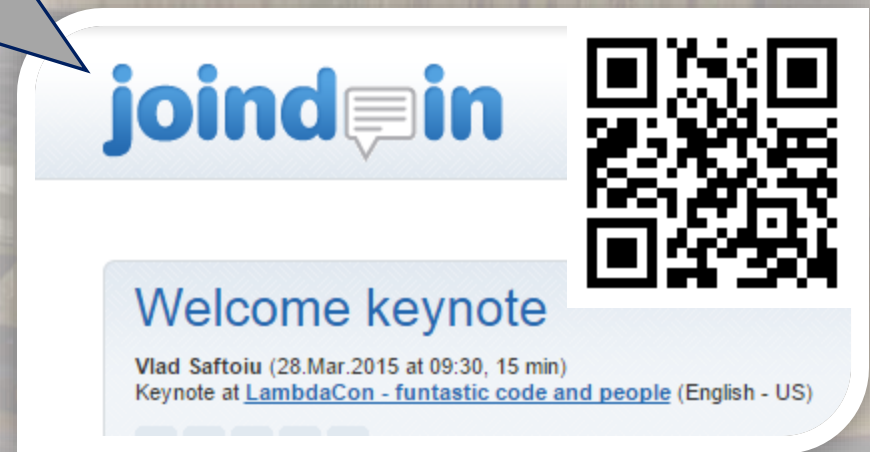 joind in
Welcome keynote
Vlad Saftoiu (28.Mar.2015 at 09:30, 15 min)
Keynote at LambdaCon - funtastic code and people (English - US)